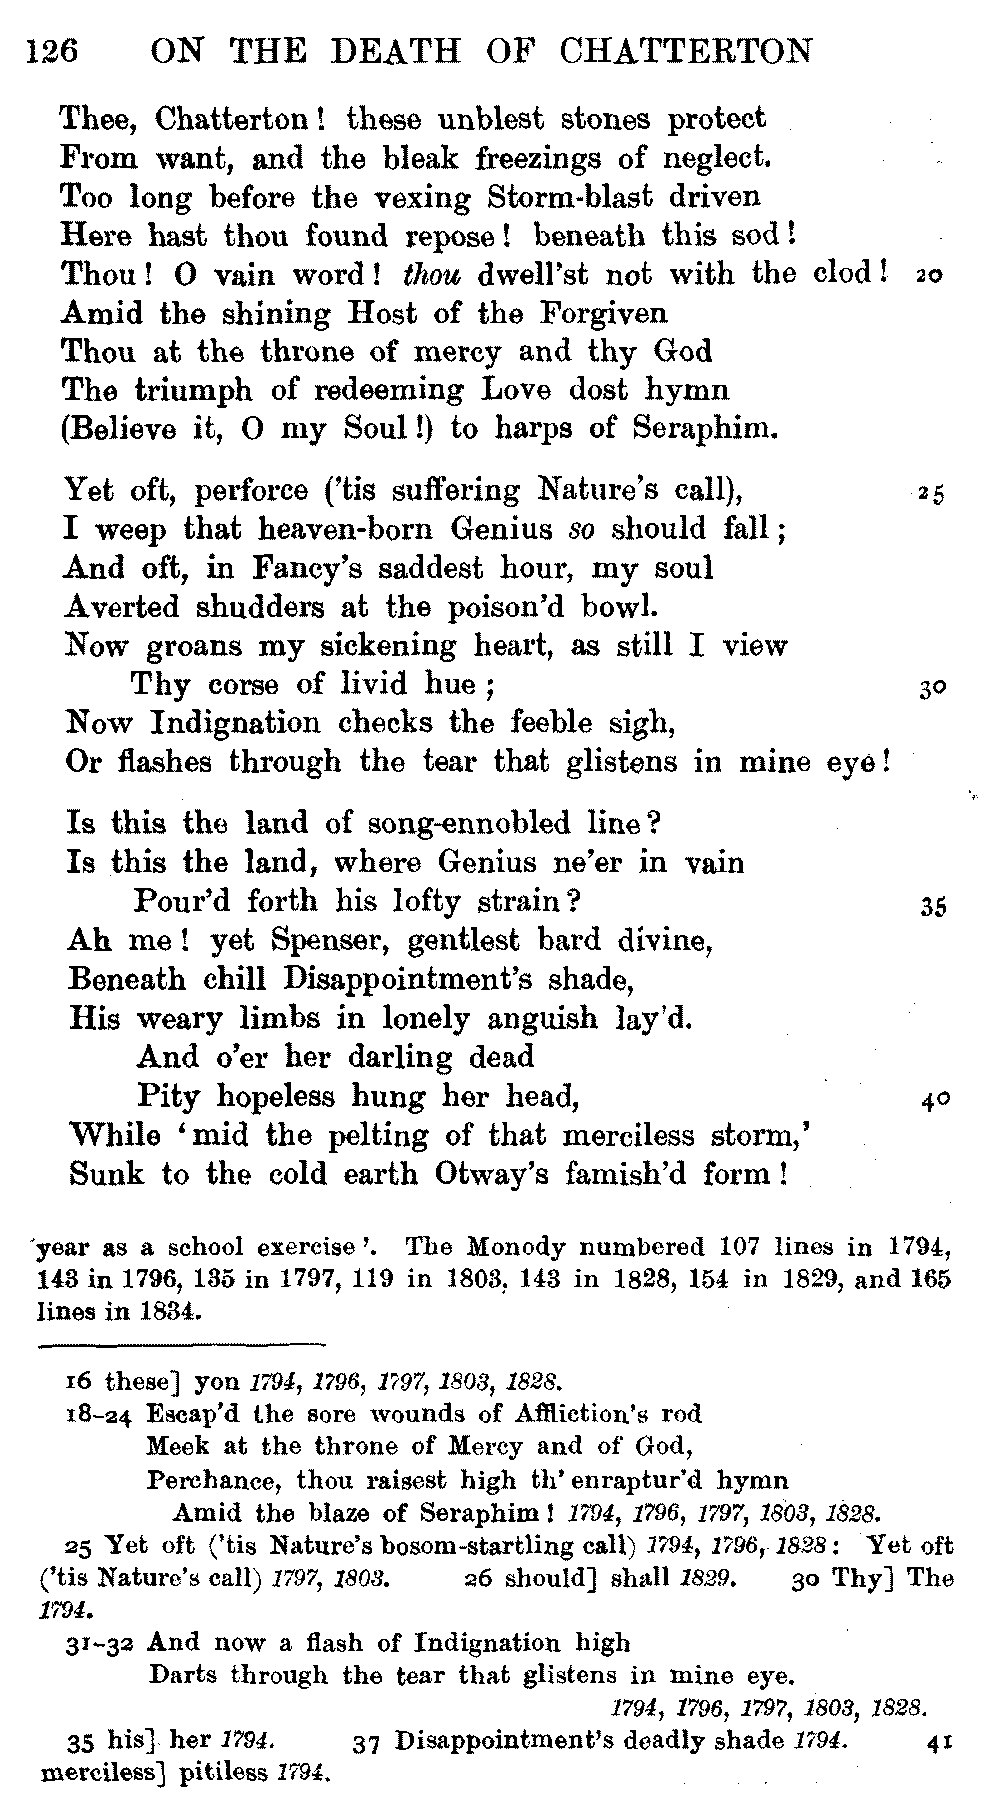 126 ON THE DEATH OF CHATTERTON
Thee, Chatterton! these unblest stones protect
From want, and the bleak freezings of neglect.
Too long before the vexing Storm-blast driven
Here hast thou found repose! beneath this sod!
Thou! O vain word! thou dwell'st not with the clod! 20
Amid the shining Host of the Forgiven
Thou at the throne of mercy and thy God
The triumph of redeeming Love dost hymn
(Believe it, O my Soul!) to harps of Seraphim.
Yet oft, perforce ('tis suffering Nature's call), 25
I weep that heaven-born Genius so should fall;
And oft, in Fancy's saddest hour, my soul
Averted shudders at the poison'd bowl.
Now groans my sickening heart, as still I view
Thy corse of livid hue; 30
Now Indignation checks the feeble sigh,
Or flashes through the tear that glistens in mine eye!
Is this the land of song-ennobled line?
Is this the land, where Genius ne'er in vain
Pour'd forth his lofty strain? 35
Ah me! yet Spenser, gentlest bard divine,
Beneath chill Disappointment's shade,
His weary limbs in lonely anguish lay'd.
And o'er her darling dead
Pity hopeless hung her head, 40
While 'mid the pelting of that merciless storm,'
Sunk to the cold earth Otway's famish'd form!
year as a school exercise'. The Monody numbered 107 lines in 1794,
143 in 1796, 135 in 1797, 119 in 1803, 143 in 1828, 154 in 1829, and 165
lines in 1834.
16 these] yon 1794, 1796, 1797, 1803, 1828.
18-24 Escap'd the sore wounds of Affliction's rod
Meek at the throne of Mercy and of God,
Perchance, thou raisest high th' enraptur'd hymn
Amid the blaze of Seraphim! 1794, 1796, 1797, 1803, 1828.
25 Yet oft ('tis Nature's bosom-startling call) 1794, 1796, 1828: Yet oft
('tis Nature's call) 1797, 1803. 26 should] shall 1829. 30 Thy] The
1794.
31-32 And now a flash of Indignation high
Darts through the tear that glistens in mine eye.
1794, 1796, 1797, 1803, 1828.
35 his] her 1794. 37 Disappointment's deadly shade 1794. 41
merciless] pitiless 1794.